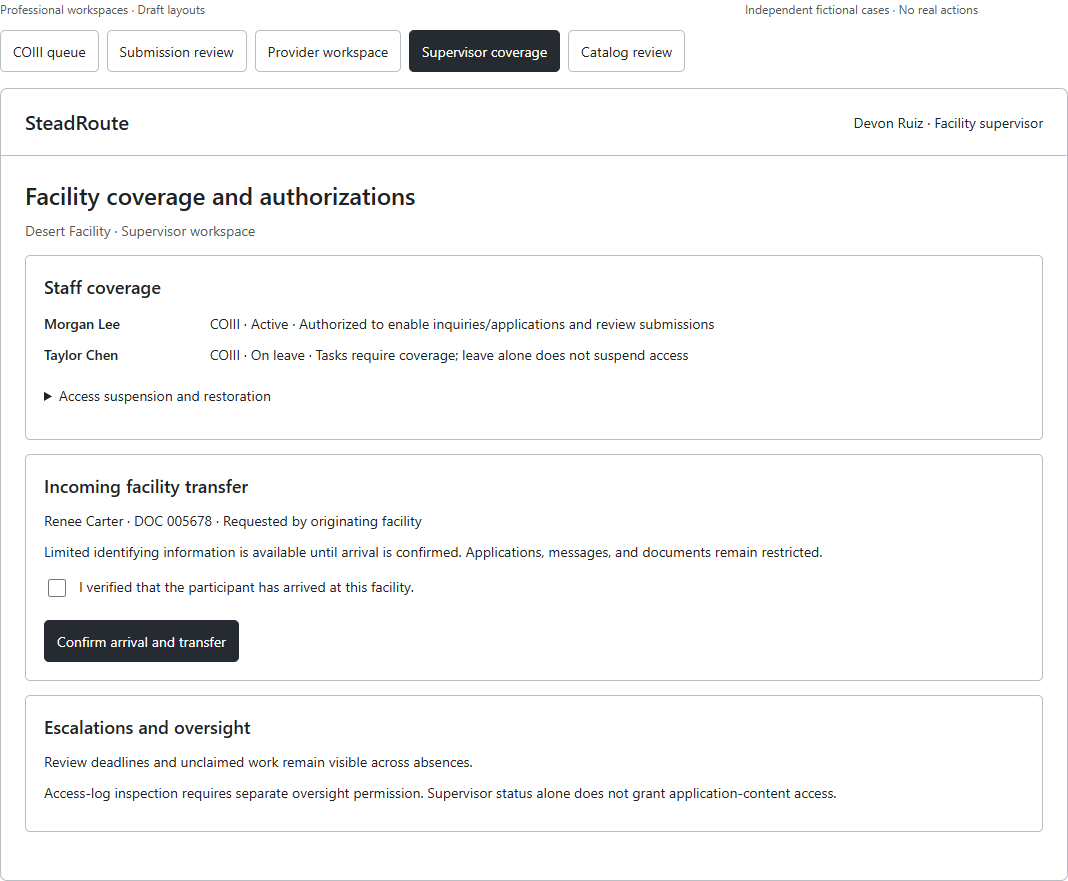 Professional workspaces · Draft layouts
Independent fictional cases · No real actions
COIII queue
Submission review
Provider workspace
Supervisor coverage
Catalog review
SteadRoute
Devon Ruiz · Facility supervisor
Facility coverage and authorizations
Desert Facility · Supervisor workspace
Staff coverage
Morgan Lee COIII · Active · Authorized to enable inquiries/applications and review submissions
Taylor Chen COIII · On leave · Tasks require coverage; leave alone does not suspend access
Access suspension and restoration
Incoming facility transfer
Renee Carter · DOC 005678 · Requested by originating facility
Limited identifying information is available until arrival is confirmed. Applications, messages, and documents remain restricted.
I verified that the participant has arrived at this facility.
Confirm arrival and transfer
Escalations and oversight
Review deadlines and unclaimed work remain visible across absences.
Access-log inspection requires separate oversight permission. Supervisor status alone does not grant application-content access.